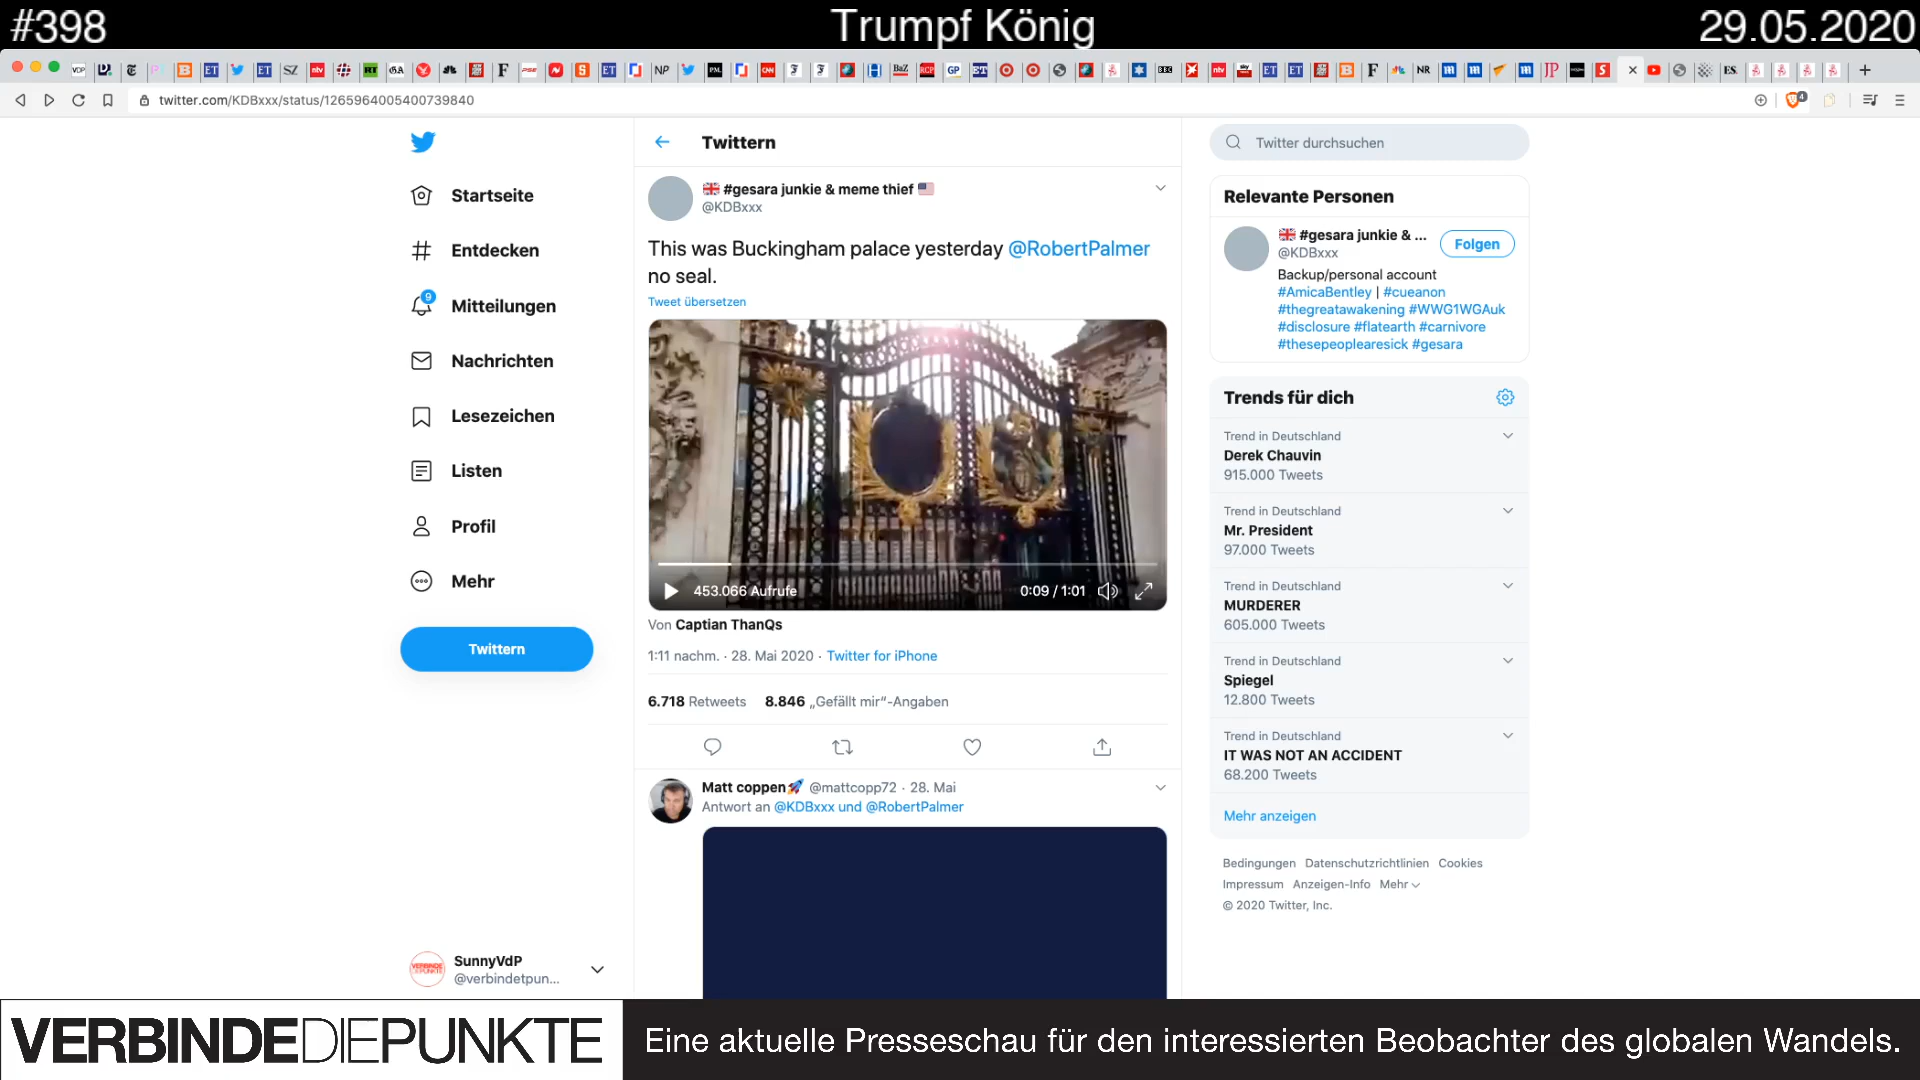 #398
Trumpf König
29.05.2020
twitter.com/KDBxxx/status/1265964005400739840
Startseite
Entdecken
9
Mitteilungen
Nachrichten
Lesezeichen
Listen
Profil
Mehr
Twittern
SunnyVdP
@verbindetpun...
Twittern
🇬🇧 #gesara junkie & meme thief 🇺🇸
@KDBxxx
This was Buckingham palace yesterday @RobertPalmer
no seal.
Tweet übersetzen
453.066 Aufrufe
0:09 / 1:01
Von Captian ThanQs
1:11 nachm. · 28. Mai 2020 · Twitter for iPhone
6.718 Retweets 8.846 „Gefällt mir“-Angaben
Matt coppen🚀 @mattcopp72 · 28. Mai
Antwort an @KDBxxx und @RobertPalmer
Twitter durchsuchen
Relevante Personen
🇬🇧 #gesara junkie & ...
@KDBxxx
Folgen
Backup/personal account
#AmicaBentley | #cueanon
#thegreatawakening #WWG1WGAuk
#disclosure #flatearth #carnivore
#thesepeoplearesick #gesara
Trends für dich
Trend in Deutschland
Derek Chauvin
915.000 Tweets
Trend in Deutschland
Mr. President
97.000 Tweets
Trend in Deutschland
MURDERER
605.000 Tweets
Trend in Deutschland
Spiegel
12.800 Tweets
Trend in Deutschland
IT WAS NOT AN ACCIDENT
68.200 Tweets
Mehr anzeigen
Bedingungen Datenschutzrichtlinien Cookies
Impressum Anzeigen-Info Mehr
© 2020 Twitter, Inc.
VERBINDEDIEPUNKTE
Eine aktuelle Presseschau für den interessierten Beobachter des globalen Wandels.